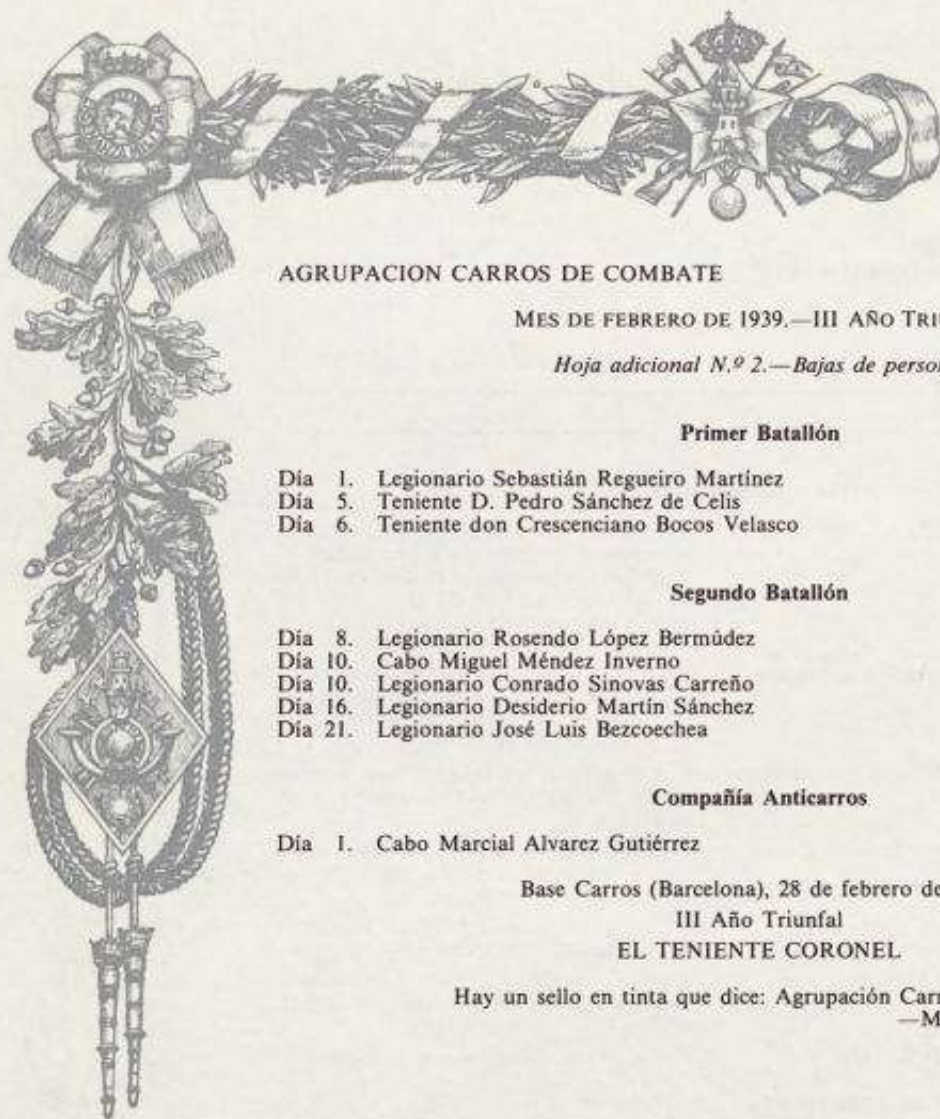 AGRUPACION CARROS DE COMBATE
MES DE FEBRERO DE 1939.—III AÑO TRIU
Hoja adicional N.º 2.—Bajas de person
Primer Batallón
Día 1. Legionario Sebastián Regueiro Martínez
Día 5. Teniente D. Pedro Sánchez de Celis
Día 6. Teniente don Crescenciano Bocos Velasco
Segundo Batallón
Día 8. Legionario Rosendo López Bermúdez
Día 10. Cabo Miguel Méndez Inverno
Día 10. Legionario Conrado Sinovas Carreño
Día 16. Legionario Desiderio Martín Sánchez
Día 21. Legionario José Luis Bezcoechea
Compañía Anticarros
Día 1. Cabo Marcial Alvarez Gutiérrez
Base Carros (Barcelona), 28 de febrero de
III Año Triunfal
EL TENIENTE CORONEL
Hay un sello en tinta que dice: Agrupación Carr
—M